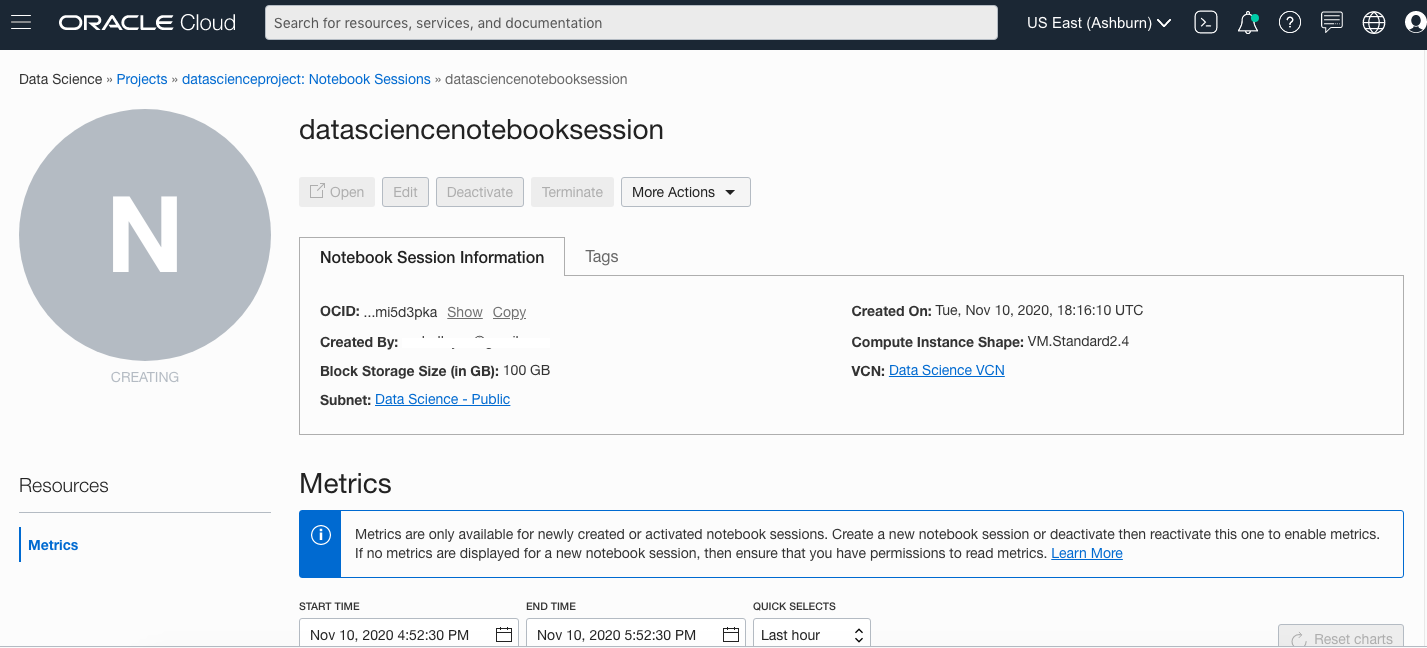 ORACLE Cloud
Search for resources, services, and documentation
US East (Ashburn)
Data Science » Projects » datascienceproject: Notebook Sessions » datasciencenotebooksession
N
CREATING
datasciencenotebooksession
Open Edit Deactivate Terminate More Actions
Notebook Session Information Tags
OCID: ...mi5d3pka Show Copy
Created By:
Block Storage Size (in GB): 100 GB
Subnet: Data Science - Public
Created On: Tue, Nov 10, 2020, 18:16:10 UTC
Compute Instance Shape: VM.Standard2.4
VCN: Data Science VCN
Resources
Metrics
Metrics
Metrics are only available for newly created or activated notebook sessions. Create a new notebook session or deactivate then reactivate this one to enable metrics.
If no metrics are displayed for a new notebook session, then ensure that you have permissions to read metrics. Learn More
START TIME END TIME QUICK SELECTS
Nov 10, 2020 4:52:30 PM Nov 10, 2020 5:52:30 PM Last hour Reset charts